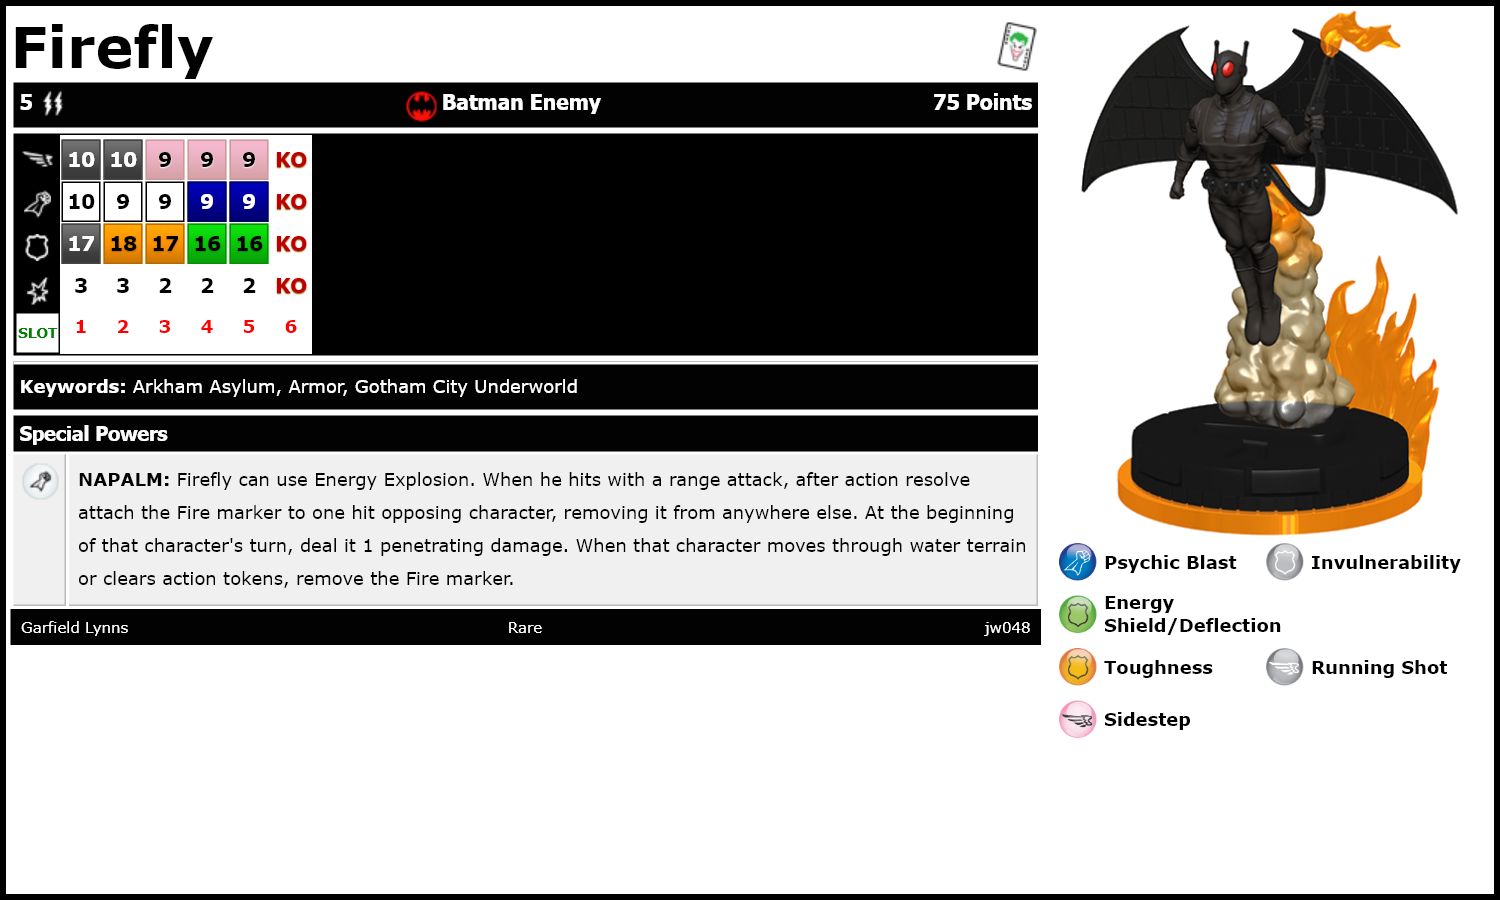 Firefly
5 Batman Enemy 75 Points
10 10 9 9 9 KO
10 9 9 9 9 KO
17 18 17 16 16 KO
3 3 2 2 2 KO
SLOT 1 2 3 4 5 6
Keywords: Arkham Asylum, Armor, Gotham City Underworld
Special Powers
NAPALM: Firefly can use Energy Explosion. When he hits with a range attack, after action resolve
attach the Fire marker to one hit opposing character, removing it from anywhere else. At the beginning
of that character's turn, deal it 1 penetrating damage. When that character moves through water terrain
or clears action tokens, remove the Fire marker.
Garfield Lynns Rare jw048
Psychic Blast Invulnerability
Energy
Shield/Deflection
Toughness Running Shot
Sidestep